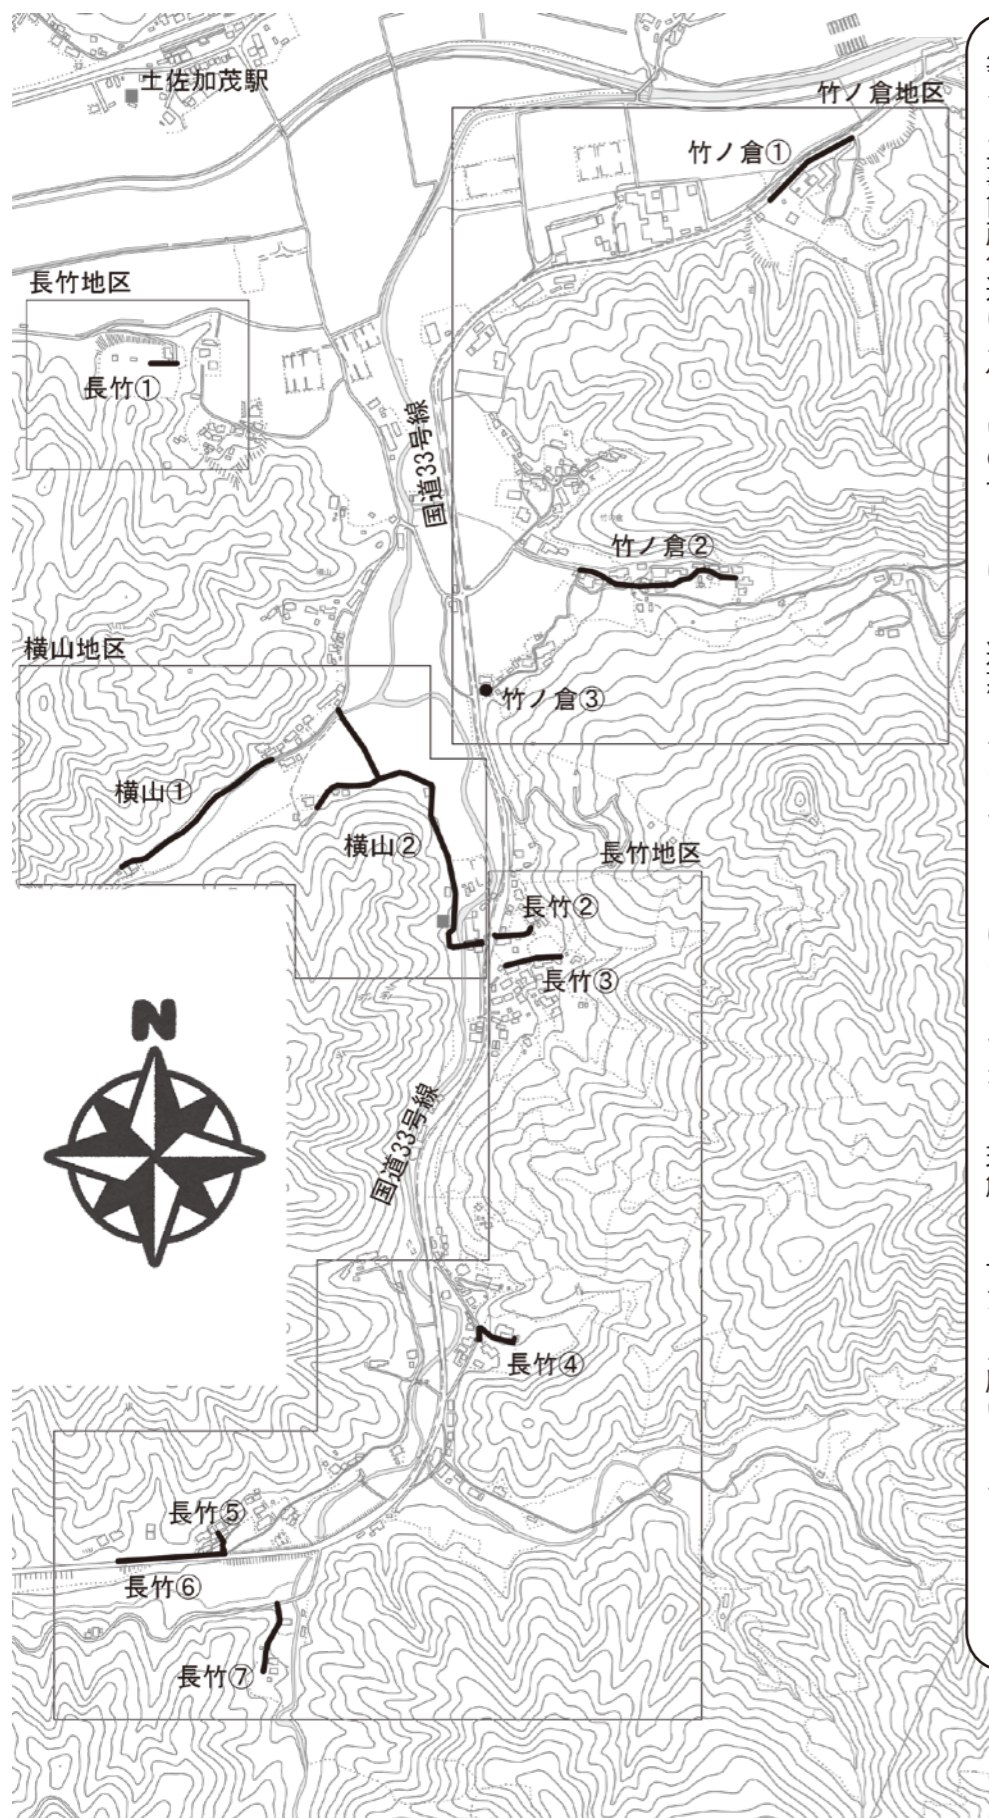 土佐加茂駅
竹ノ倉地区
竹ノ倉①
長竹地区
長竹①
国道33号線
竹ノ倉②
横山地区
竹ノ倉③
横山①
横山②
長竹地区
長竹②
長竹③
N
国道33号線
長竹④
長竹⑤
長竹⑥
長竹⑦